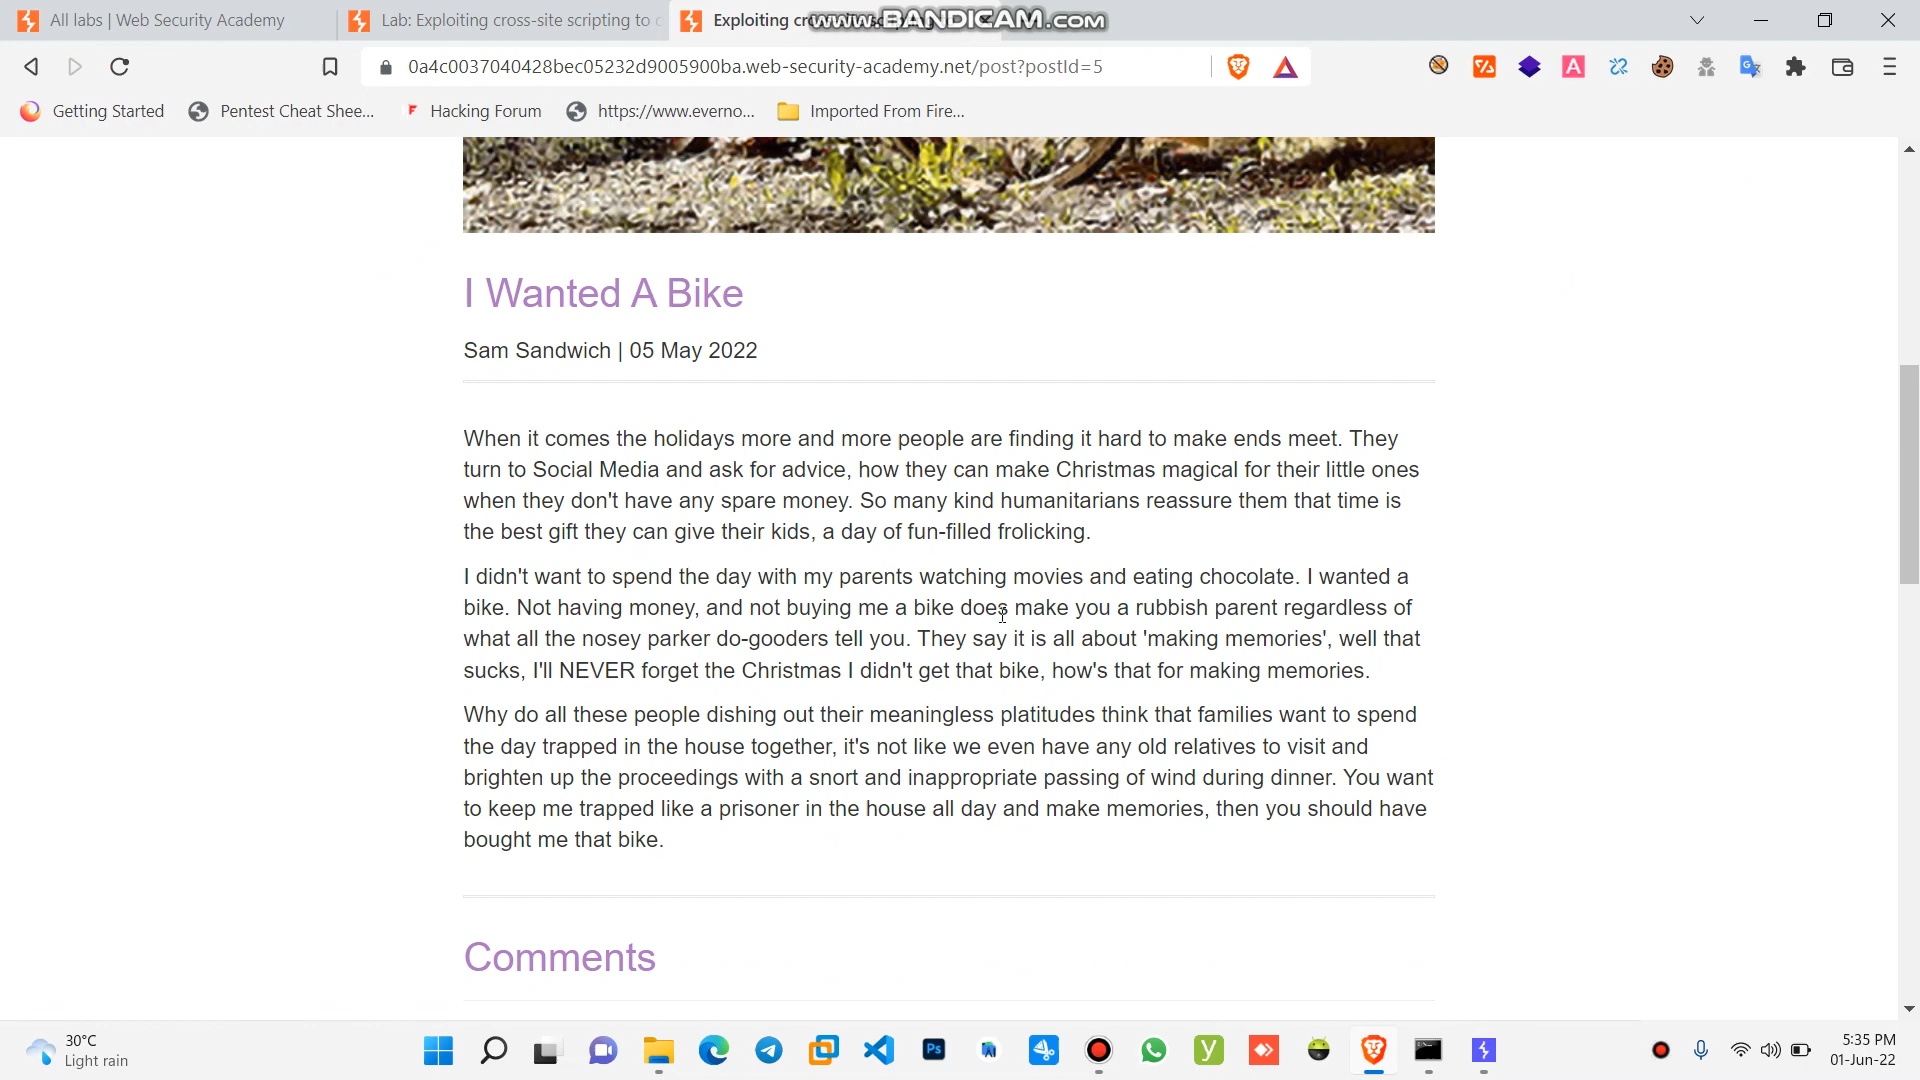 All labs | Web Security Academy
Lab: Exploiting cross-site scripting to
Exploiting
www.BANDICAM.com
0a4c0037040428bec05232d9005900ba.web-security-academy.net/post?postId=5
Getting Started
Pentest Cheat Shee...
Hacking Forum
https://www.everno...
Imported From Fire...
I Wanted A Bike
Sam Sandwich | 05 May 2022
When it comes the holidays more and more people are finding it hard to make ends meet. They
turn to Social Media and ask for advice, how they can make Christmas magical for their little ones
when they don't have any spare money. So many kind humanitarians reassure them that time is
the best gift they can give their kids, a day of fun-filled frolicking.
I didn't want to spend the day with my parents watching movies and eating chocolate. I wanted a
bike. Not having money, and not buying me a bike does make you a rubbish parent regardless of
what all the nosey parker do-gooders tell you. They say it is all about 'making memories', well that
sucks, I'll NEVER forget the Christmas I didn't get that bike, how's that for making memories.
Why do all these people dishing out their meaningless platitudes think that families want to spend
the day trapped in the house together, it's not like we even have any old relatives to visit and
brighten up the proceedings with a snort and inappropriate passing of wind during dinner. You want
to keep me trapped like a prisoner in the house all day and make memories, then you should have
bought me that bike.
Comments
30°C
Light rain
5:35 PM
01-Jun-22